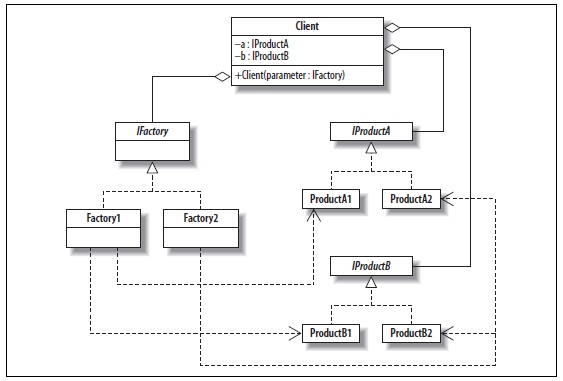 Client
–a : IProductA
–b : IProductB
+Client(parameter : IFactory)
IFactory
IProductA
ProductA1
ProductA2
Factory1
Factory2
IProductB
ProductB1
ProductB2